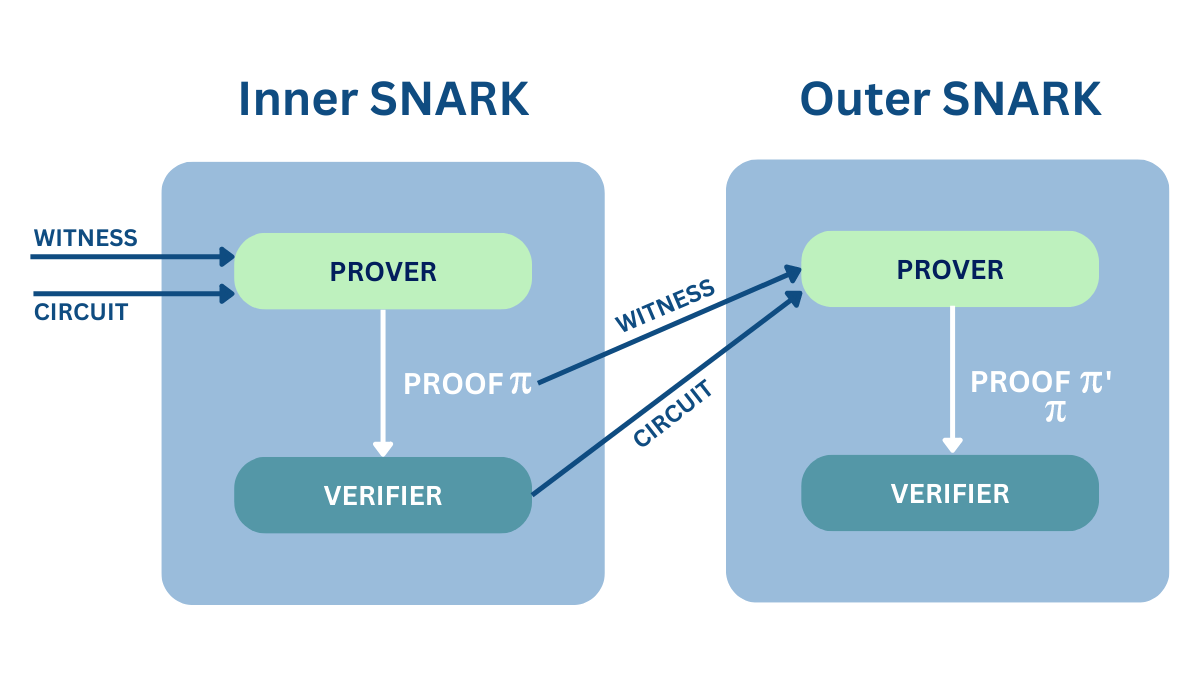 Inner SNARK
Outer SNARK
WITNESS
CIRCUIT
PROVER
PROOF π
VERIFIER
WITNESS
CIRCUIT
PROVER
PROOF π'
π
VERIFIER